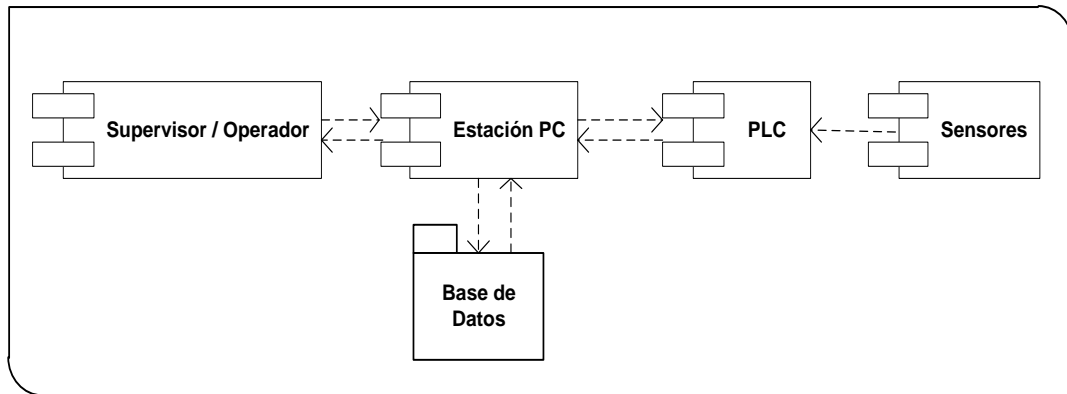 Supervisor / Operador
Estación PC
PLC
Sensores
Base de
Datos